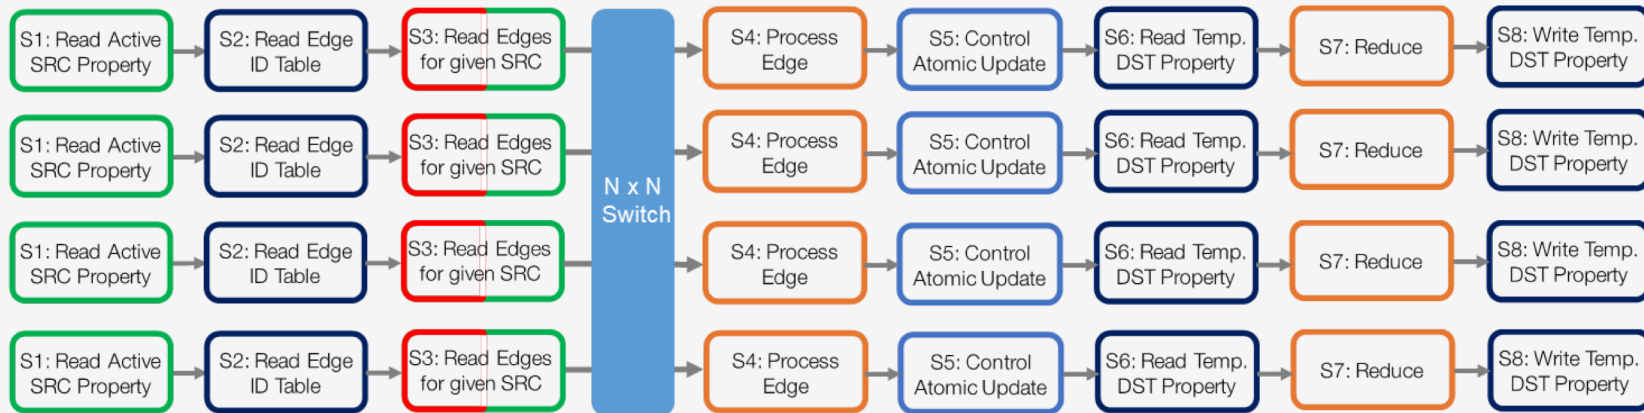 S1: Read Active
SRC Property
S2: Read Edge
ID Table
S3: Read Edges
for given SRC
S4: Process
Edge
S5: Control
Atomic Update
S6: Read Temp.
DST Property
S7: Reduce
S8: Write Temp.
DST Property
S1: Read Active
SRC Property
S2: Read Edge
ID Table
S3: Read Edges
for given SRC
N x N
Switch
S4: Process
Edge
S5: Control
Atomic Update
S6: Read Temp.
DST Property
S7: Reduce
S8: Write Temp.
DST Property
S1: Read Active
SRC Property
S2: Read Edge
ID Table
S3: Read Edges
for given SRC
S4: Process
Edge
S5: Control
Atomic Update
S6: Read Temp.
DST Property
S7: Reduce
S8: Write Temp.
DST Property
S1: Read Active
SRC Property
S2: Read Edge
ID Table
S3: Read Edges
for given SRC
S4: Process
Edge
S5: Control
Atomic Update
S6: Read Temp.
DST Property
S7: Reduce
S8: Write Temp.
DST Property